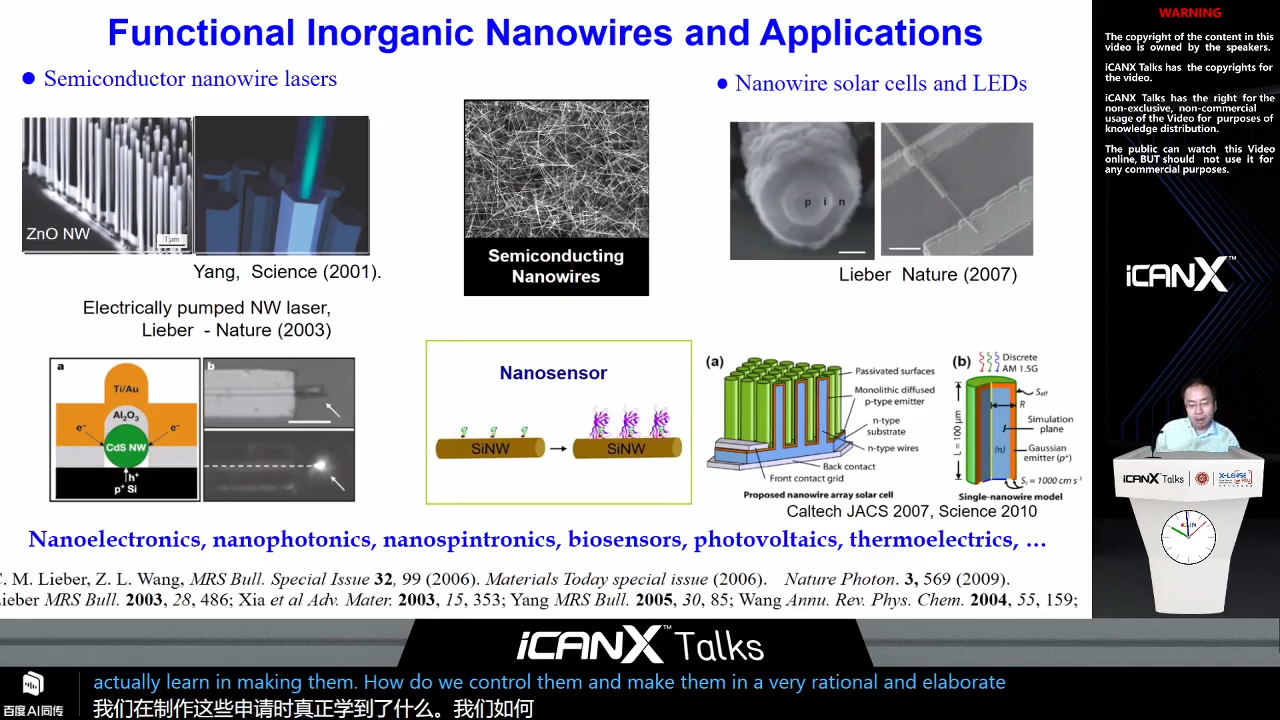 Functional Inorganic Nanowires and Applications
● Semiconductor nanowire lasers
ZnO NW
1 µm
Yang, Science (2001).
Electrically pumped NW laser,
Lieber - Nature (2003)
a
Ti/Au
Al₂O₃
e⁻
e⁻
CdS NW
h⁺
p⁺ Si
b
Semiconducting
Nanowires
Nanosensor
SiNW
SiNW
● Nanowire solar cells and LEDs
p i n
Lieber Nature (2007)
(a)
Passivated surfaces
Monolithic diffused
p-type emitter
n-type
substrate
n-type wires
Back contact
Front contact grid
Proposed nanowire array solar cell
(b)
Discrete
AM 1.5G
R
L = 100 µm
Simulation
plane
(n)
Gaussian
emitter (p⁺)
= 1000 cm s⁻¹
Single-nanowire model
Caltech JACS 2007, Science 2010
Nanoelectronics, nanophotonics, nanospintronics, biosensors, photovoltaics, thermoelectrics, …
. M. Lieber, Z. L. Wang, MRS Bull. Special Issue 32, 99 (2006). Materials Today special issue (2006). Nature Photon. 3, 569 (2009).
ieber MRS Bull. 2003, 28, 486; Xia et al Adv. Mater. 2003, 15, 353; Yang MRS Bull. 2005, 30, 85; Wang Annu. Rev. Phys. Chem. 2004, 55, 159;
WARNING
The copyright of the content in this
video is owned by the speakers.
iCANX Talks has the copyrights for
the video.
iCANX Talks has the right for the
non-exclusive, non-commercial
usage of the Video for purposes of
knowledge distribution.
The public can watch this Video
online, BUT should not use it for
any commercial purposes.
iCANX™
iCANX Talks
iCANX™ Talks
百度AI同传
actually learn in making them. How do we control them and make them in a very rational and elaborate
我们在制作这些申请时真正学到了什么。我们如何